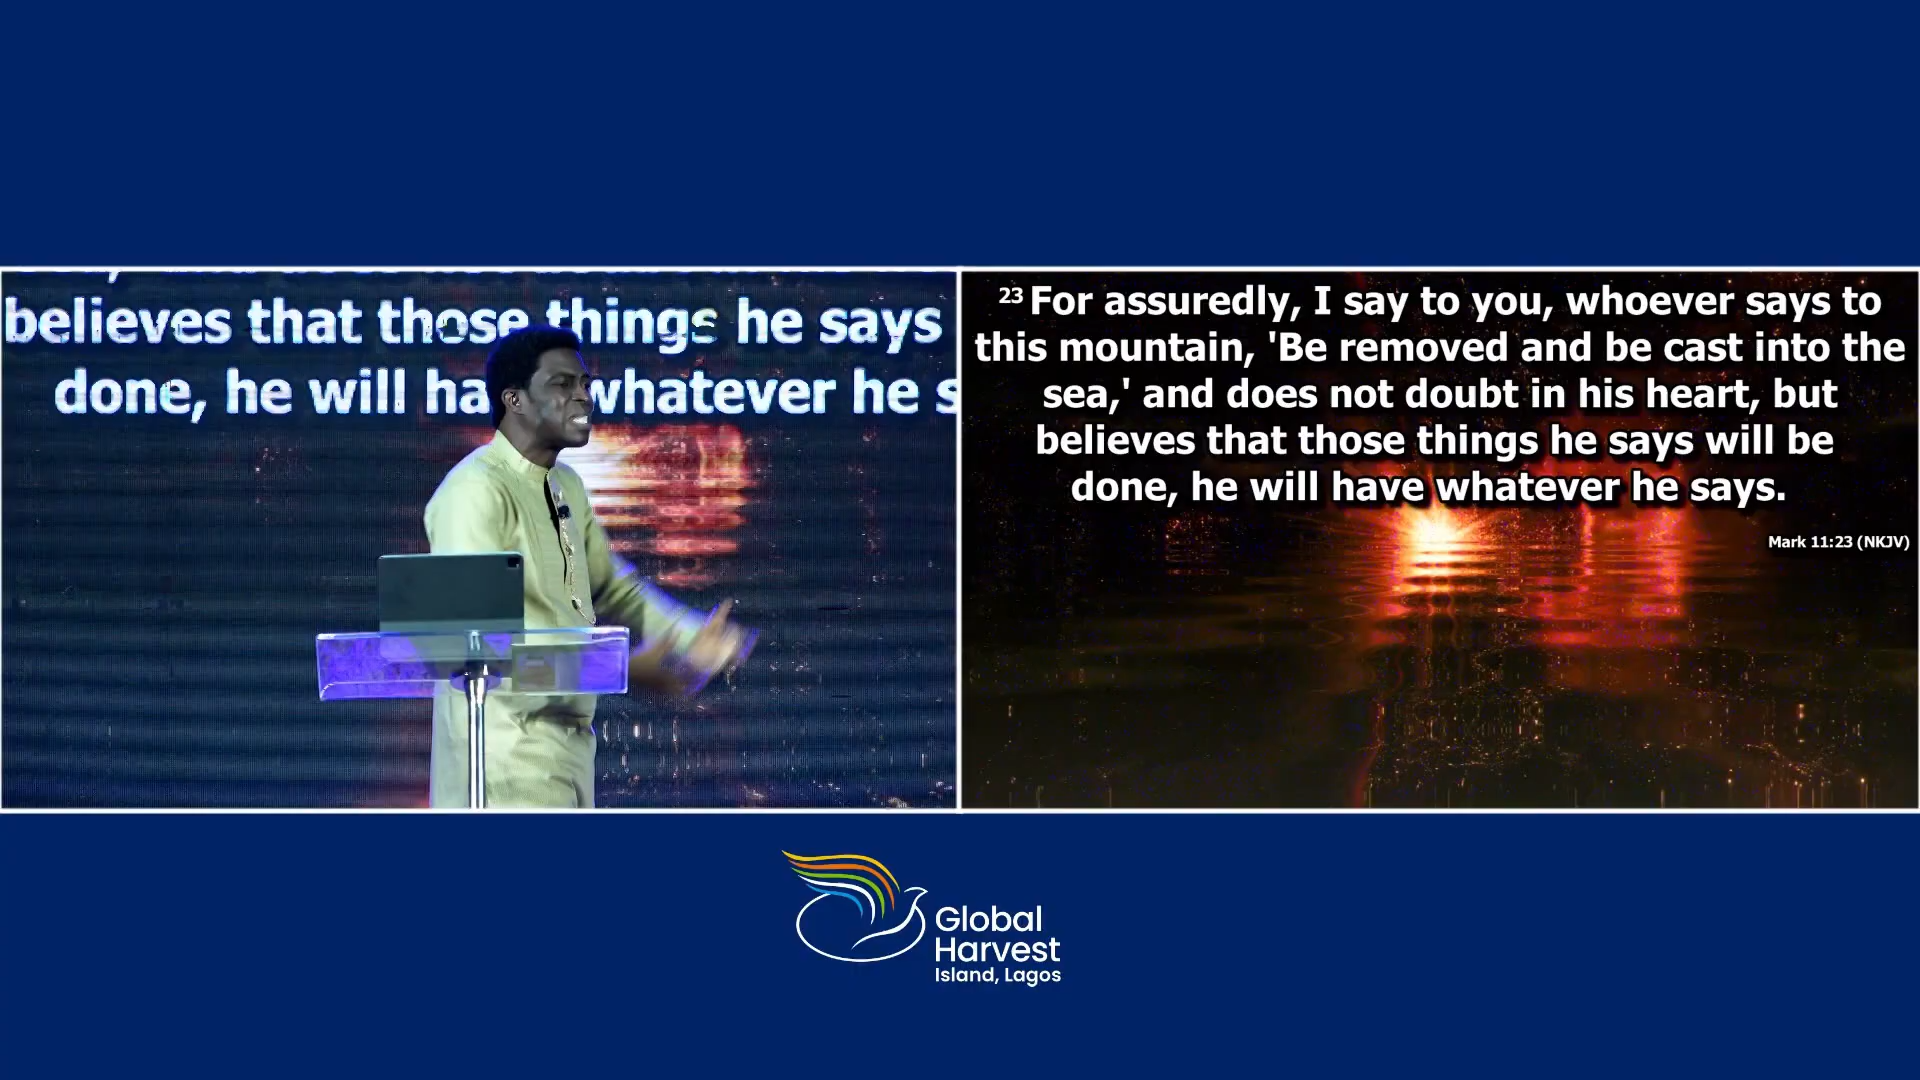 believes that those things he says
done, he will ha whatever he s
23 For assuredly, I say to you, whoever says to
this mountain, 'Be removed and be cast into the
sea,' and does not doubt in his heart, but
believes that those things he says will be
done, he will have whatever he says.
Mark 11:23 (NKJV)
Global
Harvest
Island, Lagos